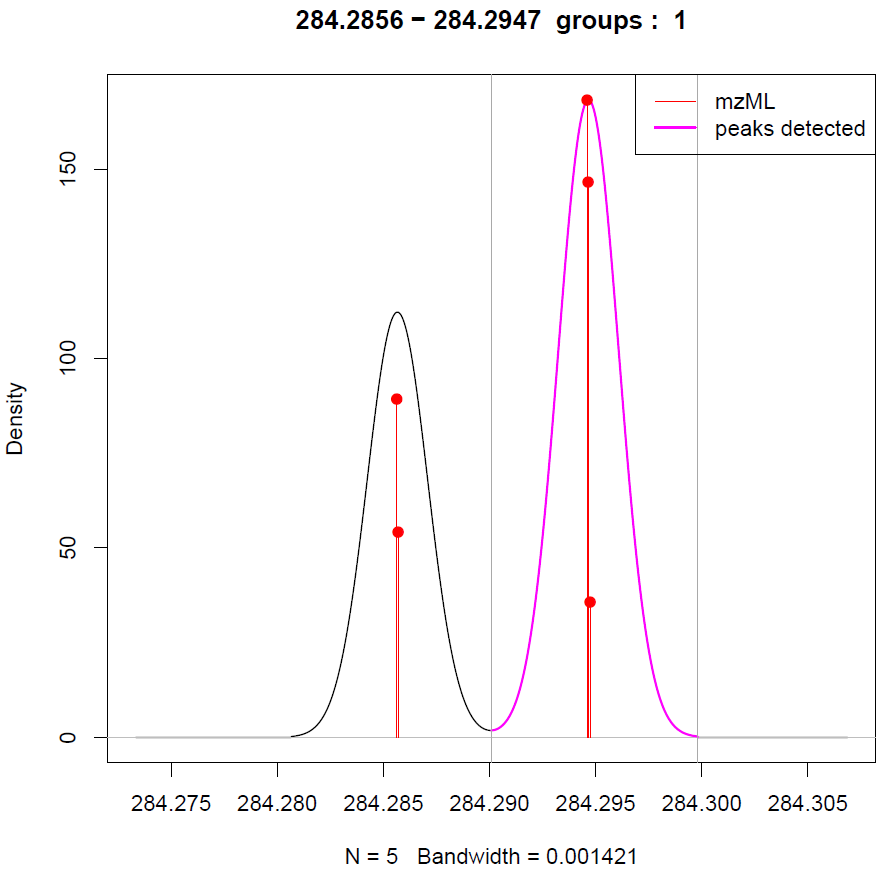 284.2856 − 284.2947 groups : 1
mzML
peaks detected
Density
150
100
50
0
284.275 284.280 284.285 284.290 284.295 284.300 284.305
N = 5 Bandwidth = 0.001421